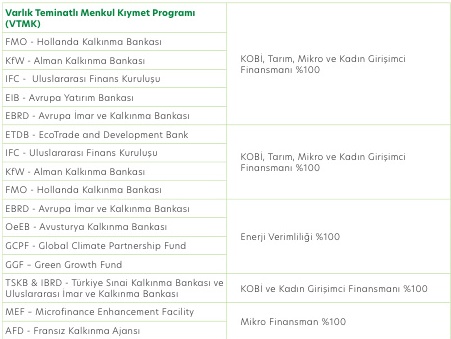 Varlık Teminatlı Menkul Kıymet Programı
(VTMK)
FMO - Hollanda Kalkınma Bankası
KfW - Alman Kalkınma Bankası
IFC -  Uluslararası Finans Kuruluşu
EIB - Avrupa Yatırım Bankası
EBRD - Avrupa İmar ve Kalkınma Bankası
KOBİ, Tarım, Mikro ve Kadın Girişimci
Finansmanı %100
ETDB - EcoTrade and Development Bank
IFC - Uluslararası Finans Kuruluşu
KfW - Alman Kalkınma Bankası
FMO - Hollanda Kalkınma Bankası
KOBİ, Tarım, Mikro ve Kadın Girişimci
Finansmanı %100
EBRD - Avrupa İmar ve Kalkınma Bankası
OeEB - Avusturya Kalkınma Bankası
GCPF - Global Climate Partnership Fund
GGF – Green Growth Fund
Enerji Verimliliği %100
TSKB & IBRD - Türkiye Sınai Kalkınma Bankası ve
Uluslararası İmar ve Kalkınma Bankası
KOBİ ve Kadın Girişimci Finansmanı %100
MEF – Microfinance Enhancement Facility
AFD - Fransız Kalkınma Ajansı
Mikro Finansman %100